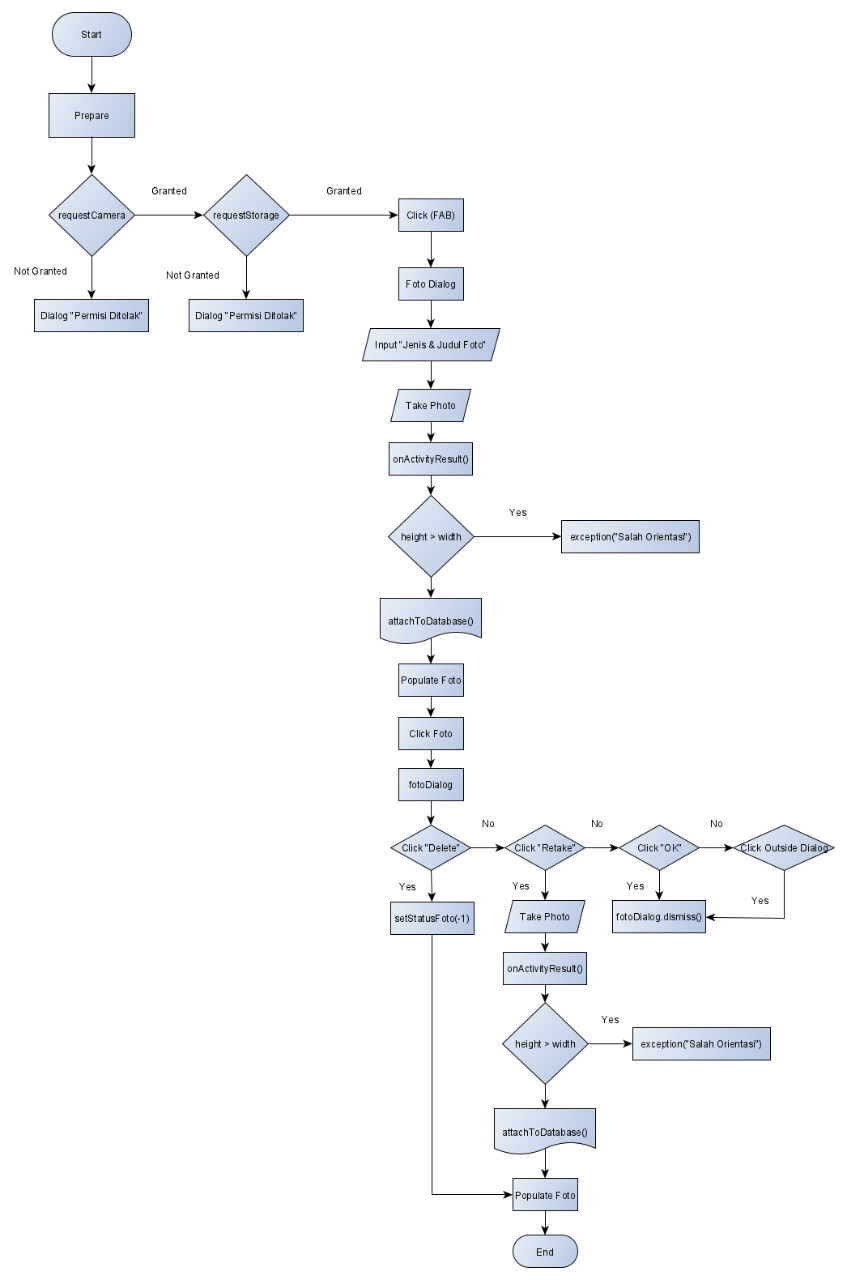 Start
Prepare
Granted
Granted
requestCamera
requestStorage
Click (FAB)
Not Granted
Not Granted
Foto Dialog
Dialog "Permisi Ditolak"
Dialog "Permisi Ditolak"
Input "Jenis & Judul Foto"
Take Photo
onActivityResult()
Yes
height > width
exception("Salah Orientasi")
attachToDatabase()
Populate Foto
Click Foto
fotoDialog
No
No
No
Click "Delete"
Click "Retake"
Click "OK"
Click Outside Dialog
Yes
Yes
Yes
Yes
setStatusFoto(-1)
Take Photo
fotoDialog.dismiss()
onActivityResult()
Yes
height > width
exception("Salah Orientasi")
attachToDatabase()
Populate Foto
End